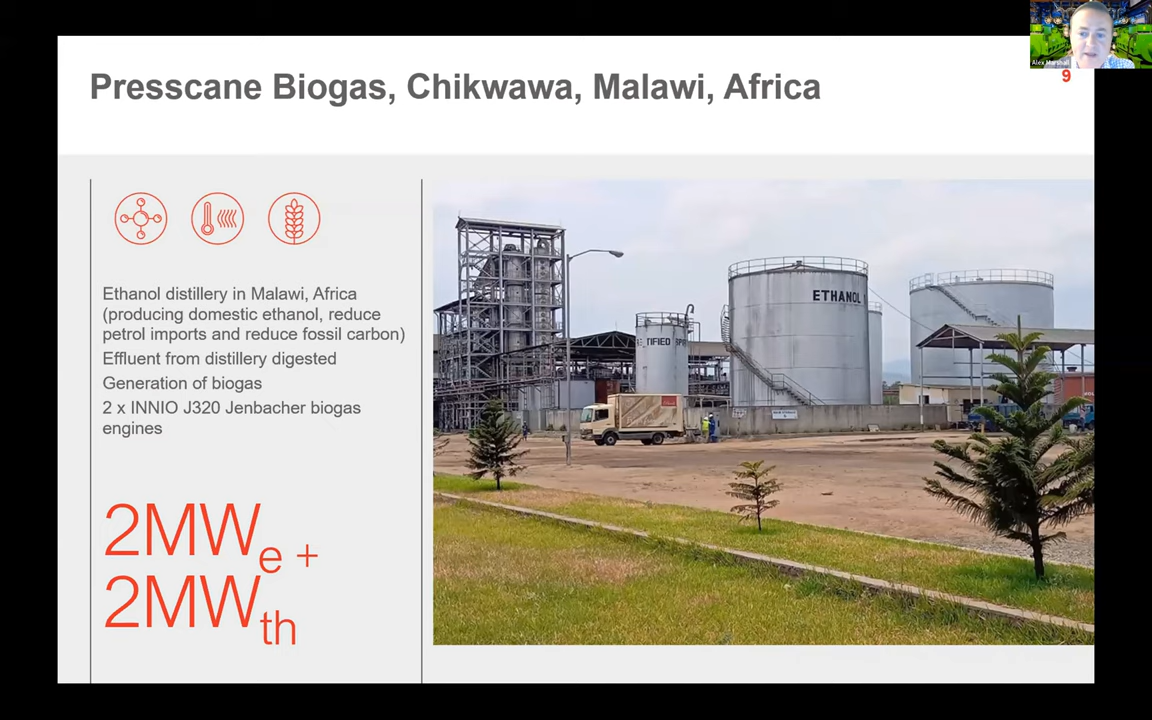 Alex Marshall
9
Presscane Biogas, Chikwawa, Malawi, Africa
Ethanol distillery in Malawi, Africa
(producing domestic ethanol, reduce
petrol imports and reduce fossil carbon)
Effluent from distillery digested
Generation of biogas
2 x INNIO J320 Jenbacher biogas
engines
2MWe +
2MWth
ETHANOL
TIFIED